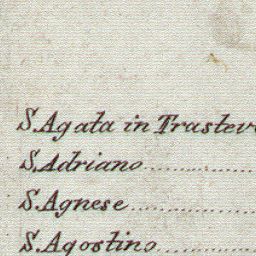 S. Agata in Trasteve
S. Adriano
S. Agnese
S. Agostino